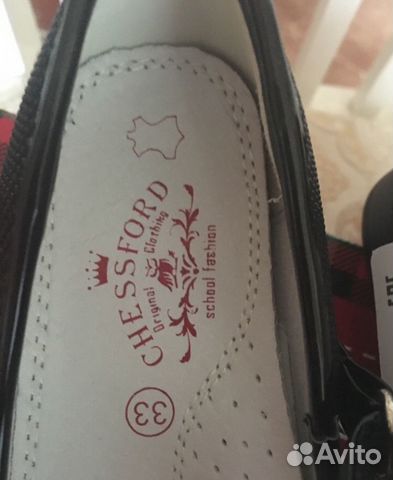 CHESSFORD
Original Clothing
school fashion
33
Avito